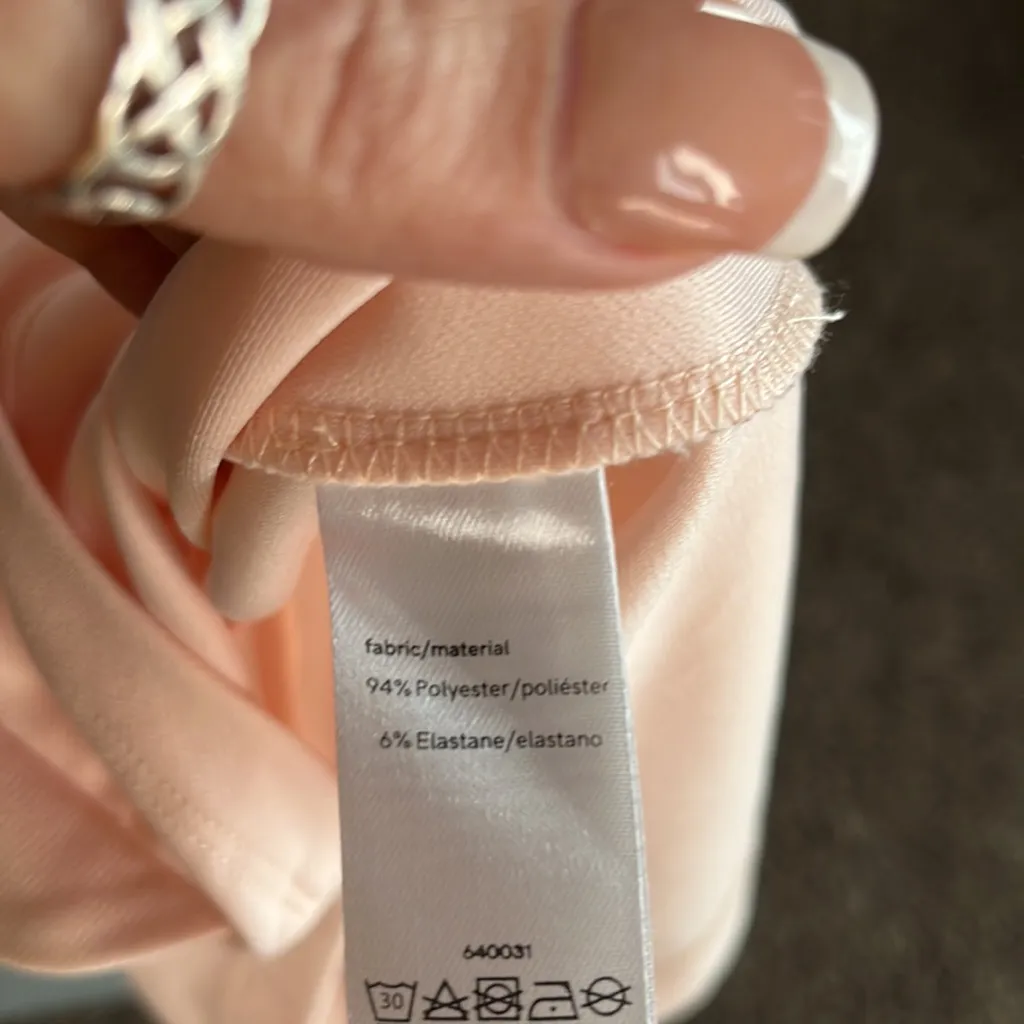 fabric/material
94% Polyester/poliéster
6% Elastane/elastano
640031
30